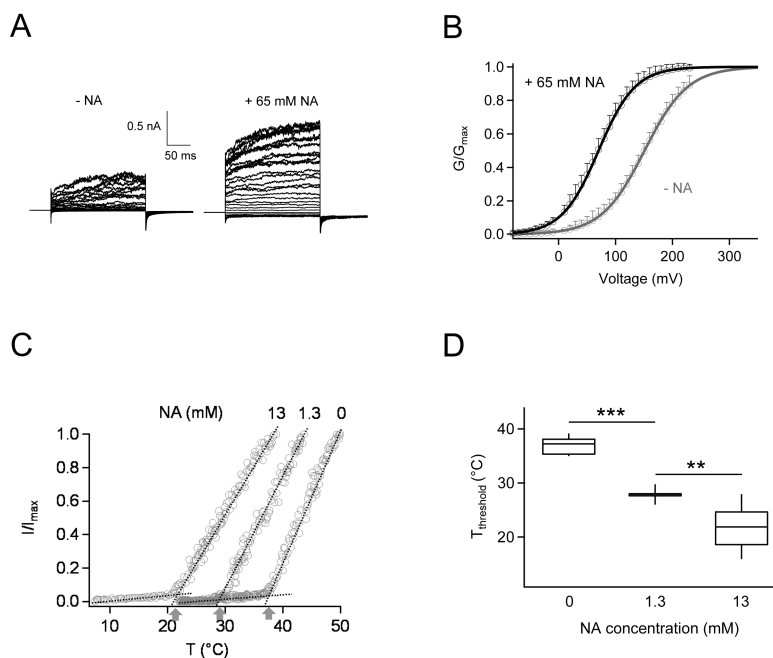 A
- NA
+ 65 mM NA
0.5 nA
50 ms
B
+ 65 mM NA
- NA
G/Gmax
1.0
0.8
0.6
0.4
0.2
0.0
0 100 200 300
Voltage (mV)
C
NA (mM) 13 1.3 0
I/Imax
1.0
0.8
0.6
0.4
0.2
0.0
10 20 30 40 50
T (°C)
D
***
**
Tthreshold (°C)
40
30
20
0 1.3 13
NA concentration (mM)